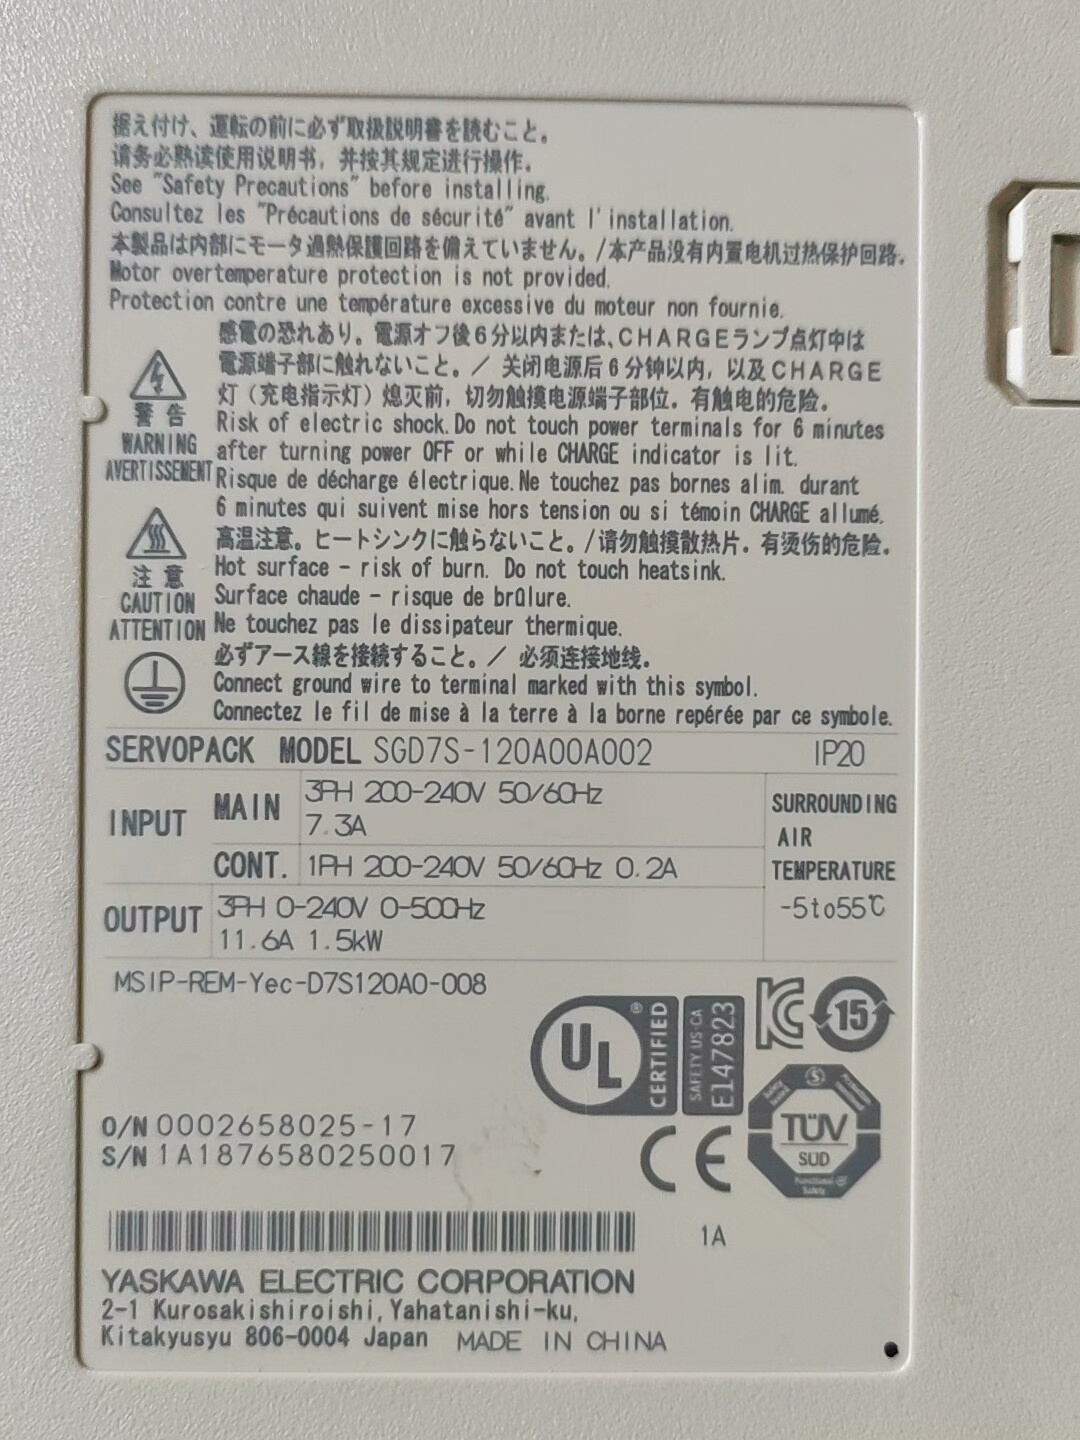 据え付け、運転の前に必ず取扱説明書を読むこと。
请务必熟读使用说明书，并按其规定进行操作。
See "Safety Precautions" before installing.
Consultez les "Précautions de sécurité" avant l'installation.
本製品は内部にモータ過熱保護回路を備えていません。/本产品没有内置电机过热保护回路.
Motor overtemperature protection is not provided.
Protection contre une température excessive du moteur non fournie.
感電の恐れあり。電源オフ後6分以内または、CHARGEランプ点灯中は
電源端子部に触れないこと。/ 关闭电源后6分钟以内，以及CHARGE
灯（充电指示灯）熄灭前，切勿触摸电源端子部位．有触电的危险．
警告
WARNING
AVERTISSEMENT
Risk of electric shock. Do not touch power terminals for 6 minutes
after turning power OFF or while CHARGE indicator is lit.
Risque de décharge électrique. Ne touchez pas bornes alim. durant
6 minutes qui suivent mise hors tension ou si témoin CHARGE allumé.
高温注意。ヒートシンクに触らないこと。/请勿触摸散热片．有烫伤的危险．
注意
CAUTION
ATTENTION
Hot surface - risk of burn. Do not touch heatsink.
Surface chaude - risque de brûlure.
Ne touchez pas le dissipateur thermique.
必ずアース線を接続すること。/ 必须连接地线．
Connect ground wire to terminal marked with this symbol.
Connectez le fil de mise à la terre à la borne repérée par ce symbole.
SERVOPACK MODEL SGD7S-120A00A002 IP20
INPUT
MAIN
3PH 200-240V 50/60Hz
7.3A
CONT. 1PH 200-240V 50/60Hz 0.2A
OUTPUT
3PH 0-240V 0-500Hz
11.6A 1.5kW
SURROUNDING
AIR
TEMPERATURE
-5to55℃
MSIP-REM-Yec-D7S120A0-008
UL ®
CERTIFIED
SAFETY US-CA
E147823
15
TÜV
SÜD
Functional
Safety
O/N 0002658025-17
S/N 1A1876580250017
CE
1A
YASKAWA ELECTRIC CORPORATION
2-1 Kurosakishiroishi, Yahatanishi-ku,
Kitakyusyu 806-0004 Japan MADE IN CHINA